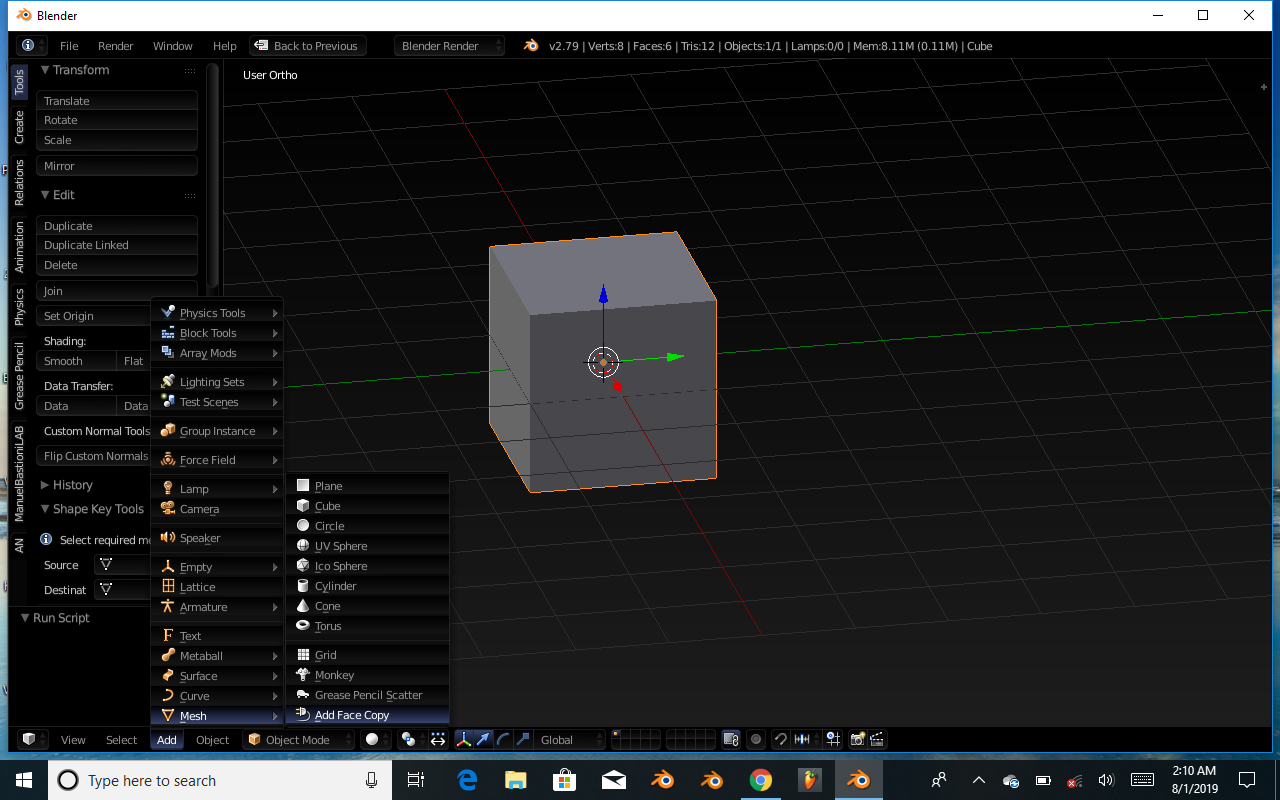 Blender
File Render Window Help Back to Previous Blender Render v2.79 | Verts:8 | Faces:6 | Tris:12 | Objects:1/1 | Lamps:0/0 | Mem:8.11M (0.11M) | Cube
User Ortho
Tools
Create
Relations
Animation
Physics
Grease Pencil
ManuelBastioniLAB
AN
Transform
Translate
Rotate
Scale
Mirror
Edit
Duplicate
Duplicate Linked
Delete
Join
Set Origin
Shading:
Smooth Flat
Data Transfer:
Data Data
Custom Normal Tools
Flip Custom Normals
History
Shape Key Tools
Select required me
Source
Destinat
Run Script
Physics Tools
Block Tools
Array Mods
Lighting Sets
Test Scenes
Group Instance
Force Field
Lamp
Camera
Speaker
Empty
Lattice
Armature
Text
Metaball
Surface
Curve
Mesh
Plane
Cube
Circle
UV Sphere
Ico Sphere
Cylinder
Cone
Torus
Grid
Monkey
Grease Pencil Scatter
Add Face Copy
View Select Add Object Object Mode Global
Type here to search
2:10 AM
8/1/2019